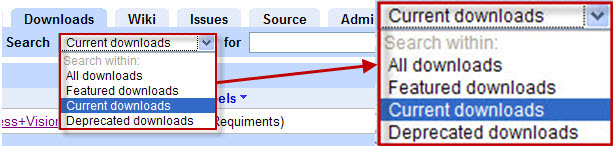 Downloads Wiki Issues Source Admi
Search Current downloads for
Search within:
All downloads
Featured downloads
Current downloads
Deprecated downloads
els
ess+Vision Requiments)
Current downloads
Search within:
All downloads
Featured downloads
Current downloads
Deprecated downloads